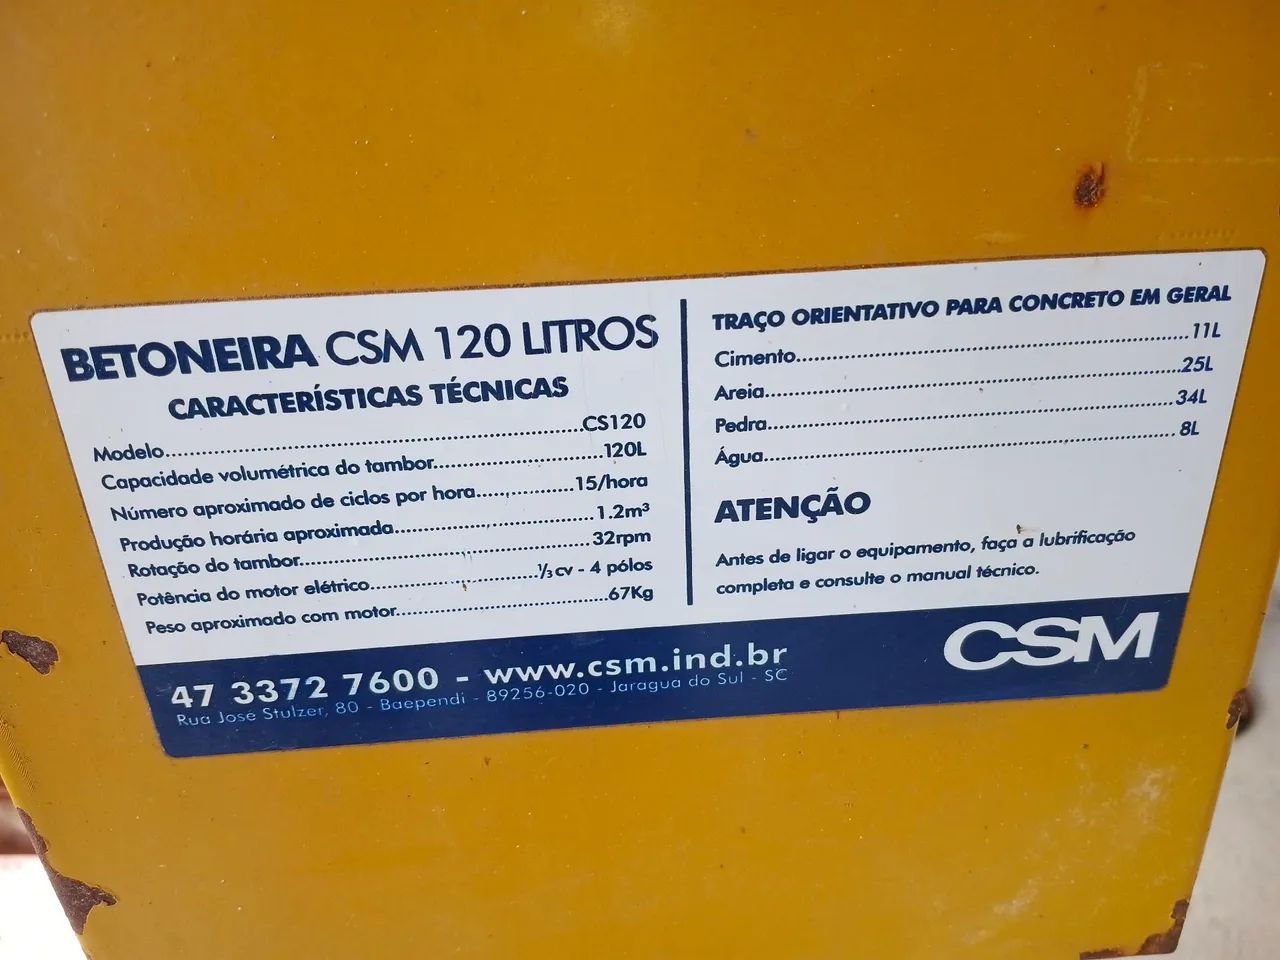 BETONEIRA CSM 120 LITROS
CARACTERÍSTICAS TÉCNICAS
Modelo........CS120
Capacidade volumétrica do tambor........120L
Número aproximado de ciclos por hora........15/hora
Produção horária aproximada........1.2m³
Rotação do tambor........32rpm
Potência do motor elétrico........⅓ cv - 4 pólos
Peso aproximado com motor........67Kg
TRAÇO ORIENTATIVO PARA CONCRETO EM GERAL
Cimento........11L
Areia........25L
Pedra........34L
Água........8L
ATENÇÃO
Antes de ligar o equipamento, faça a lubrificação
completa e consulte o manual técnico.
47 3372 7600 - www.csm.ind.br
Rua Jose Stulzer, 80 - Baependi - 89256-020 - Jaragua do Sul - SC
CSM